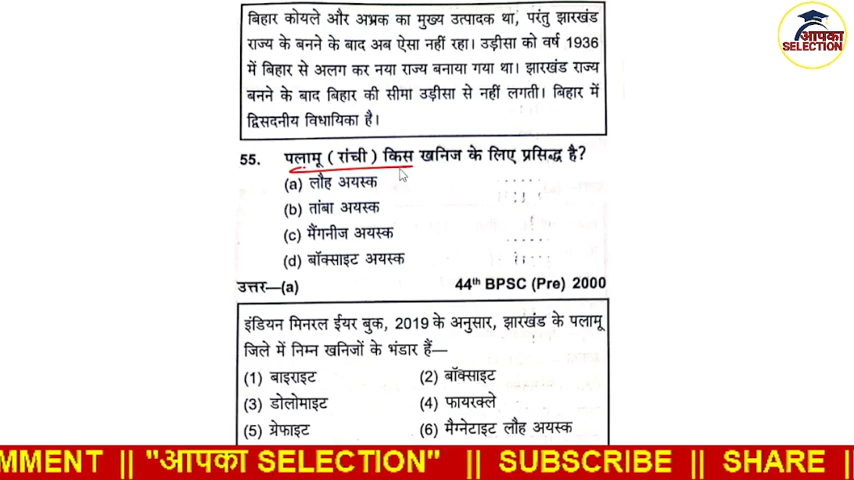 बिहार कोयले और अभ्रक का मुख्य उत्पादक था, परंतु झारखंड
राज्य के बनने के बाद अब ऐसा नहीं रहा। उड़ीसा को वर्ष 1936
में बिहार से अलग कर नया राज्य बनाया गया था। झारखंड राज्य
बनने के बाद बिहार की सीमा उड़ीसा से नहीं लगती। बिहार में
द्विसदनीय विधायिका है।
आपका
SELECTION
55. पलामू (रांची) किस खनिज के लिए प्रसिद्ध है?
(a) लौह अयस्क
(b) तांबा अयस्क
(c) मैंगनीज अयस्क
(d) बॉक्साइट अयस्क
उत्तर—(a) 44th BPSC (Pre) 2000
इंडियन मिनरल ईयर बुक, 2019 के अनुसार, झारखंड के पलामू
जिले में निम्न खनिजों के भंडार हैं—
(1) बाइराइट (2) बॉक्साइट
(3) डोलोमाइट (4) फायरक्ले
(5) ग्रेफाइट (6) मैग्नेटाइट लौह अयस्क
MMENT || "आपका SELECTION" || SUBSCRIBE || SHARE ||